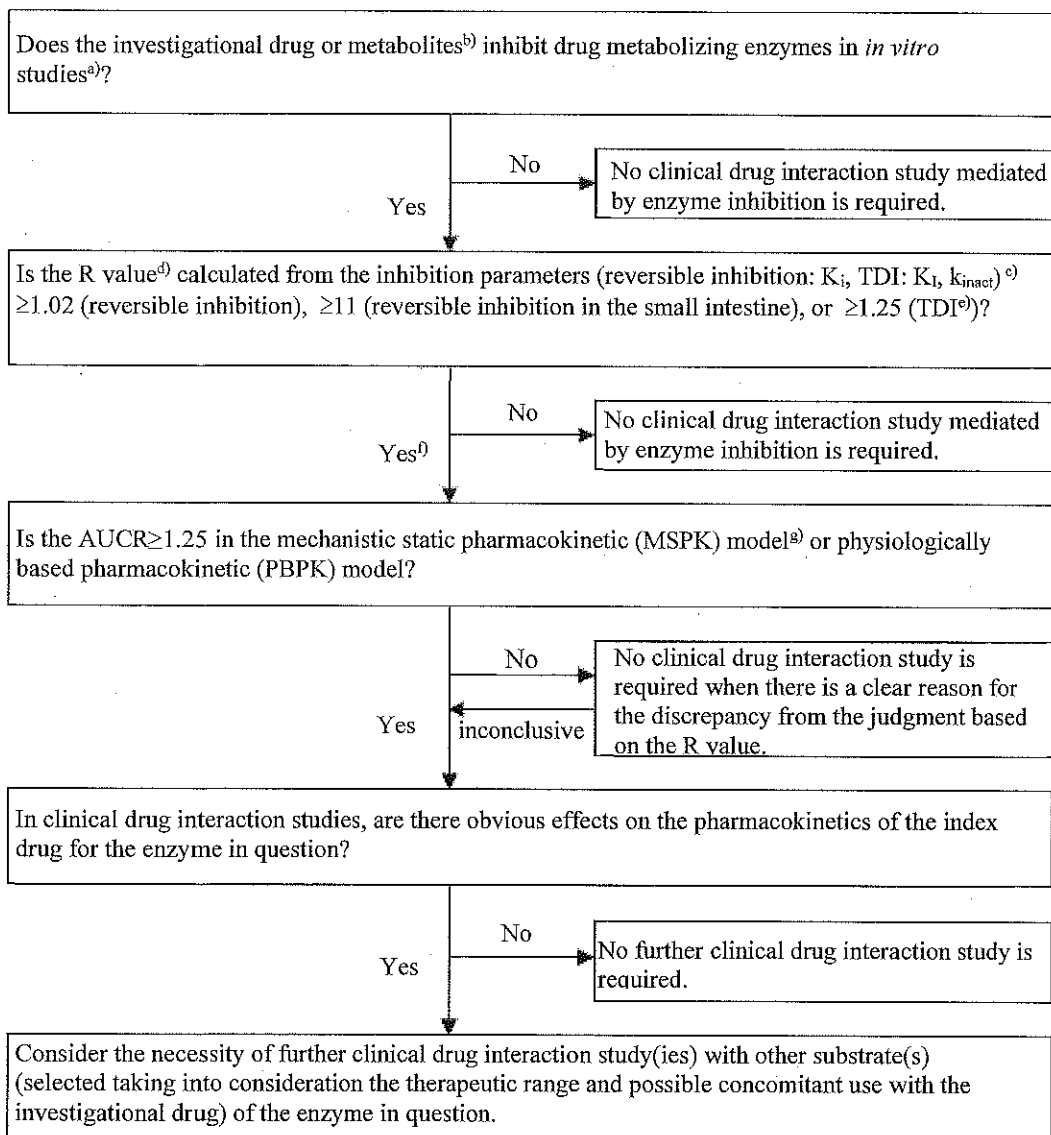 Does the investigational drug or metabolites^b) inhibit drug metabolizing enzymes in in vitro
studies^a)?
No
No clinical drug interaction study mediated
by enzyme inhibition is required.
Yes
Is the R value^d) calculated from the inhibition parameters (reversible inhibition: K_i, TDI: K_I, k_inact)^c)
≥1.02 (reversible inhibition), ≥11 (reversible inhibition in the small intestine), or ≥1.25 (TDI^e))?
No
No clinical drug interaction study mediated
by enzyme inhibition is required.
Yes^f)
Is the AUCR≥1.25 in the mechanistic static pharmacokinetic (MSPK) model^g) or physiologically
based pharmacokinetic (PBPK) model?
No
No clinical drug interaction study is
required when there is a clear reason for
the discrepancy from the judgment based
on the R value.
Yes
inconclusive
In clinical drug interaction studies, are there obvious effects on the pharmacokinetics of the index
drug for the enzyme in question?
No
No further clinical drug interaction study is
required.
Yes
Consider the necessity of further clinical drug interaction study(ies) with other substrate(s)
(selected taking into consideration the therapeutic range and possible concomitant use with the
investigational drug) of the enzyme in question.